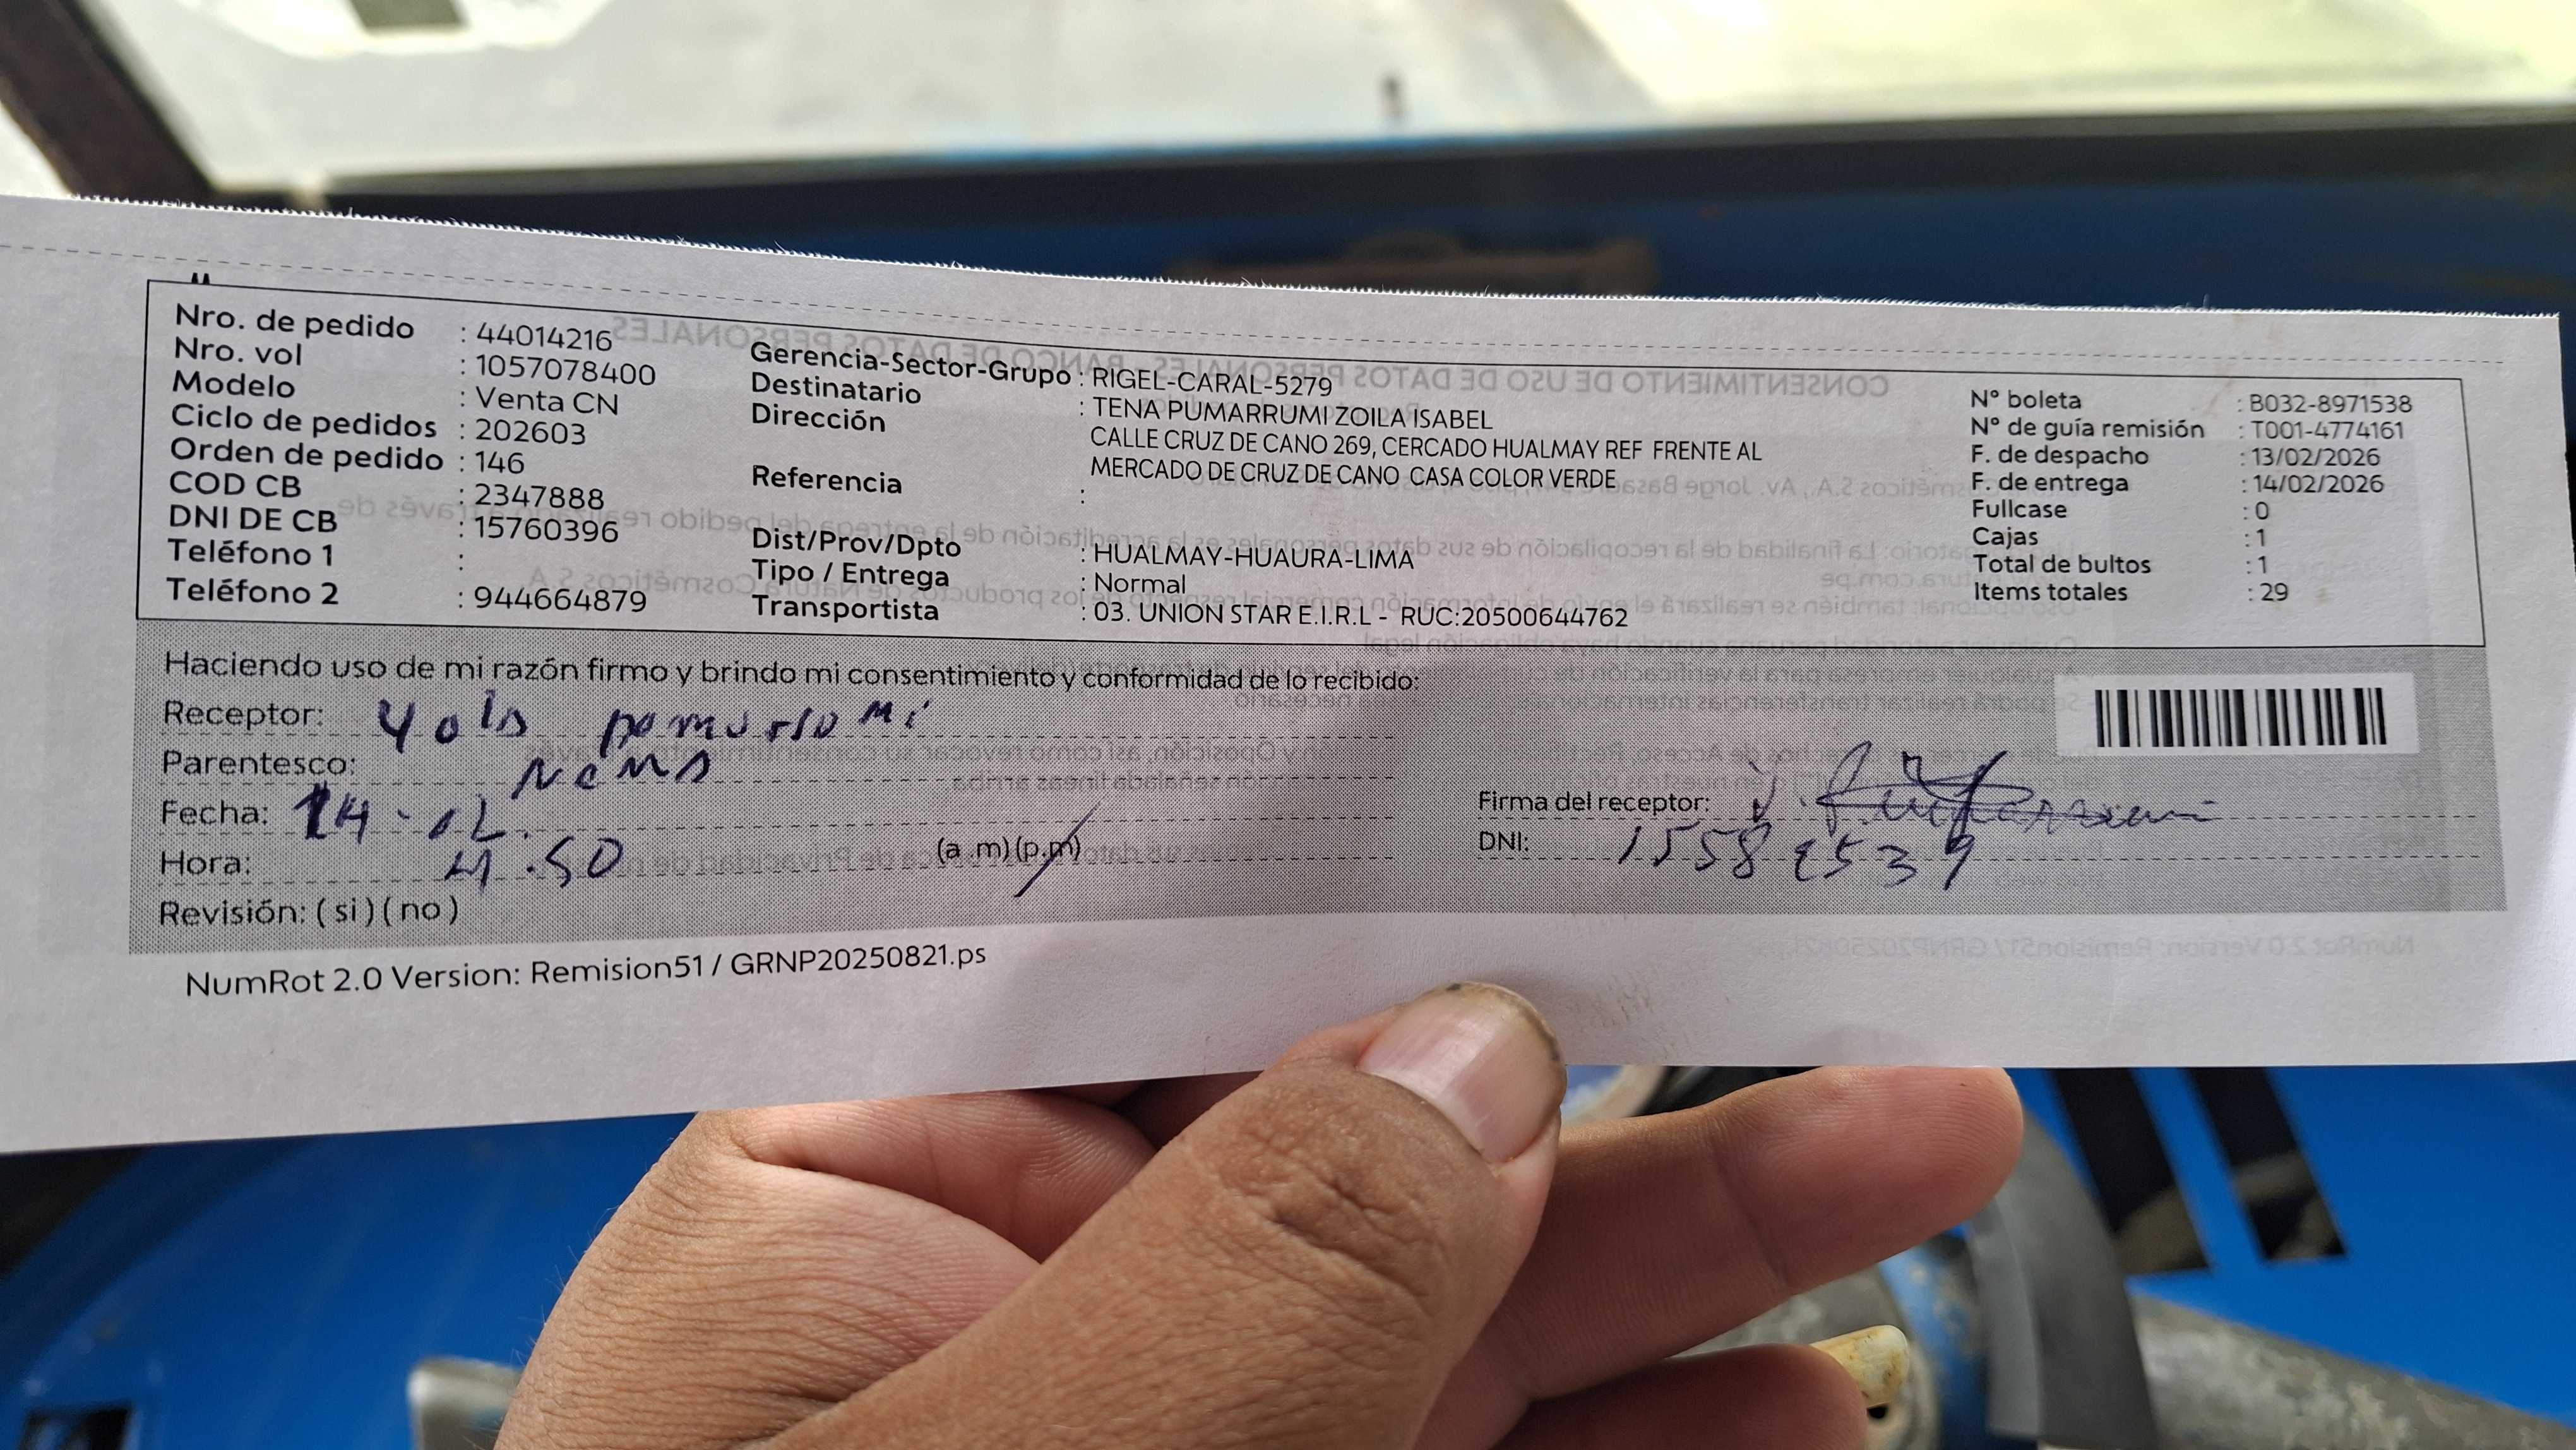 Nro. de pedido : 44014216
Nro. vol : 1057078400
Modelo : Venta CN
Ciclo de pedidos : 202603
Orden de pedido : 146
COD CB : 2347888
DNI DE CB : 15760396
Teléfono 1 :
Teléfono 2 : 944664879
Gerencia-Sector-Grupo : RIGEL-CARAL-5279
Destinatario : TENA PUMARRUMI ZOILA ISABEL
Dirección CALLE CRUZ DE CANO 269, CERCADO HUALMAY REF FRENTE AL
MERCADO DE CRUZ DE CANO CASA COLOR VERDE
Referencia :
Dist/Prov/Dpto : HUALMAY-HUAURA-LIMA
Tipo / Entrega : Normal
Transportista : 03. UNION STAR E.I.R.L - RUC:20500644762
N° boleta : B032-8971538
N° de guía remisión : T001-4774161
F. de despacho : 13/02/2026
F. de entrega : 14/02/2026
Fullcase : 0
Cajas : 1
Total de bultos : 1
Items totales : 29
Haciendo uso de mi razón firmo y brindo mi consentimiento y conformidad de lo recibido:
Receptor:
Parentesco:
Fecha:
Hora: 4.50 (a .m) (p.m)
Revisión: ( si ) ( no )
Firma del receptor:
DNI:
NumRot 2.0 Version: Remision51 / GRNP20250821.ps